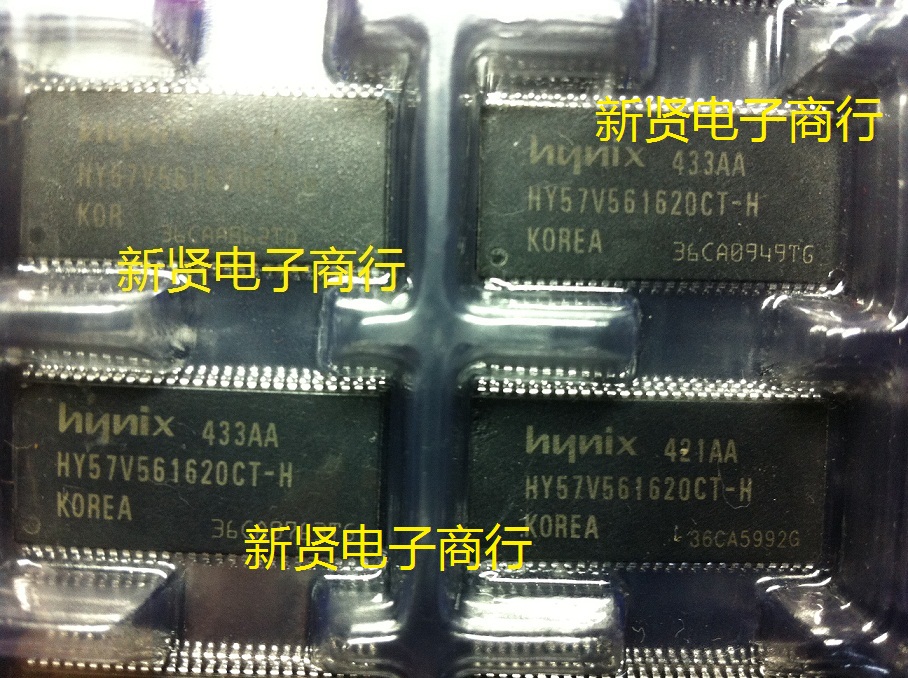 新贤电子商行
hynix 433AA
HY57V561620CT-H
KOREA 36CA0949TG
hynix
KOR
新贤电子商行
hynix 433AA
HY57V561620CT-H
KOREA
hynix 421AA
HY57V561620CT-H
KOREA 36CA5992G
新贤电子商行